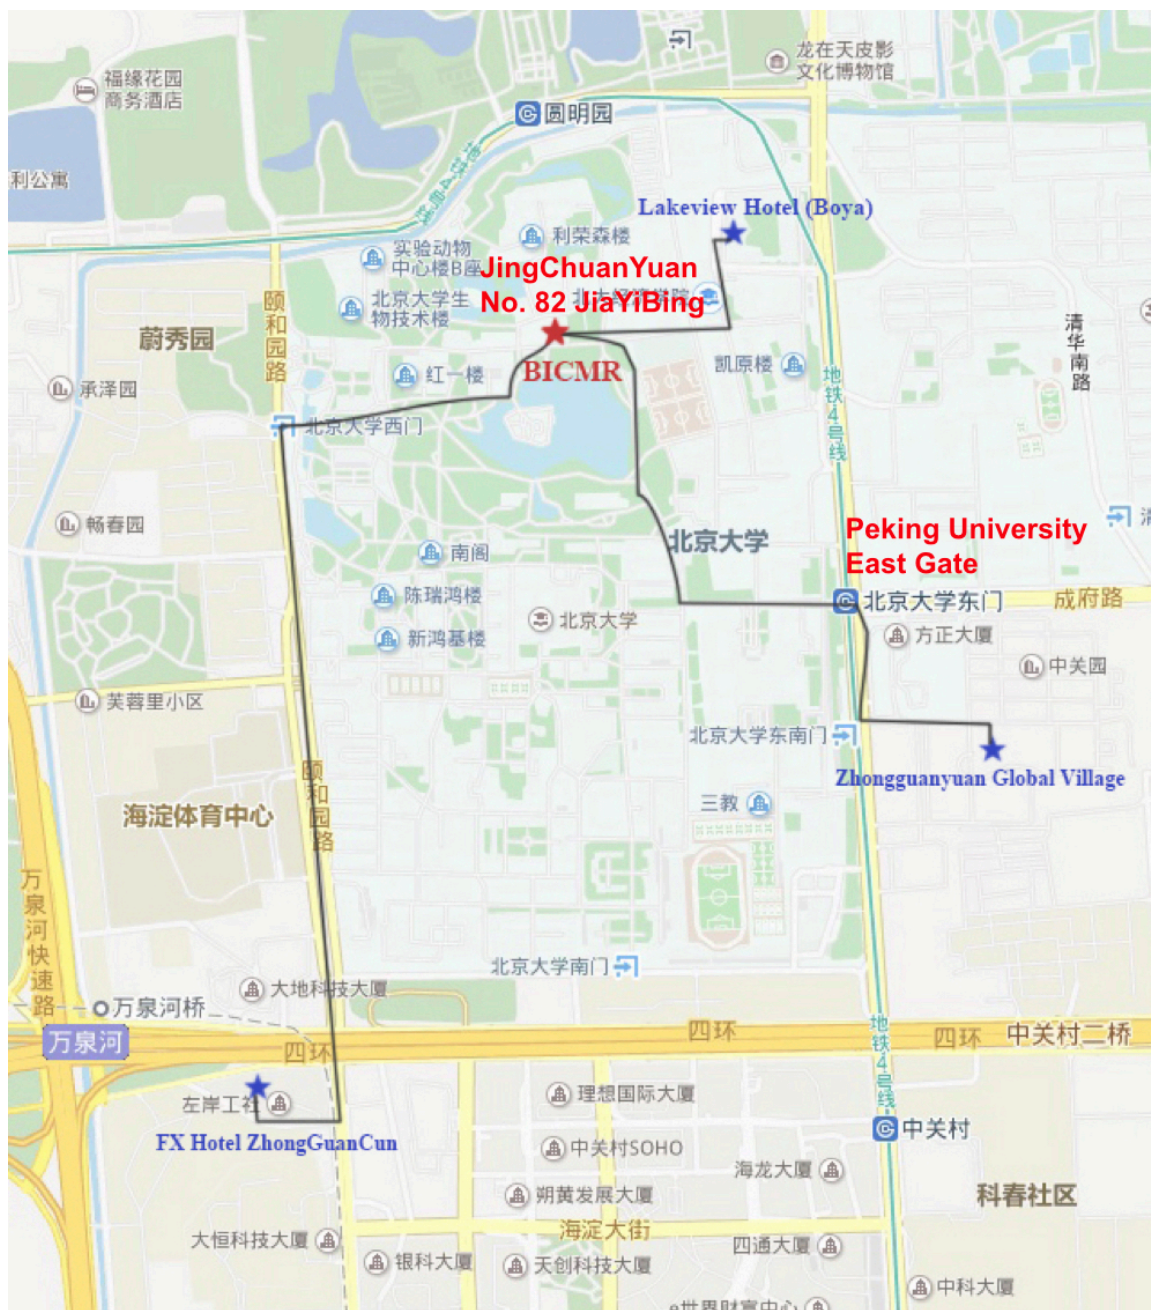 龙在天皮影
文化博物馆
福缘花园
商务酒店
圆明园
地铁4号线
利公寓
Lakeview Hotel (Boya)
利荣森楼
实验动物
中心楼B座
JingChuanYuan
No. 82 JiaYiBing
北京大学生
物技术楼
颐和园路
蔚秀园
清华南路
BICMR
红一楼
凯原楼
承泽园
地铁4号线
北京大学西门
畅春园
北京大学
Peking University
East Gate
南阁
陈瑞鸿楼
北京大学东门
成府路
北京大学
新鸿基楼
方正大厦
中关园
芙蓉里小区
北京大学东南门
Zhongguanyuan Global Village
颐和园路
三教
海淀体育中心
万泉河快速路
北京大学南门
大地科技大厦
万泉河桥
万泉河
四环
四环
四环
中关村二桥
地铁4号线
左岸工社
理想国际大厦
FX Hotel ZhongGuanCun
中关村SOHO
中关村
海龙大厦
朔黄发展大厦
科春社区
海淀大街
大恒科技大厦
四通大厦
银科大厦
天创科技大厦
中科大厦
e世界财富中心